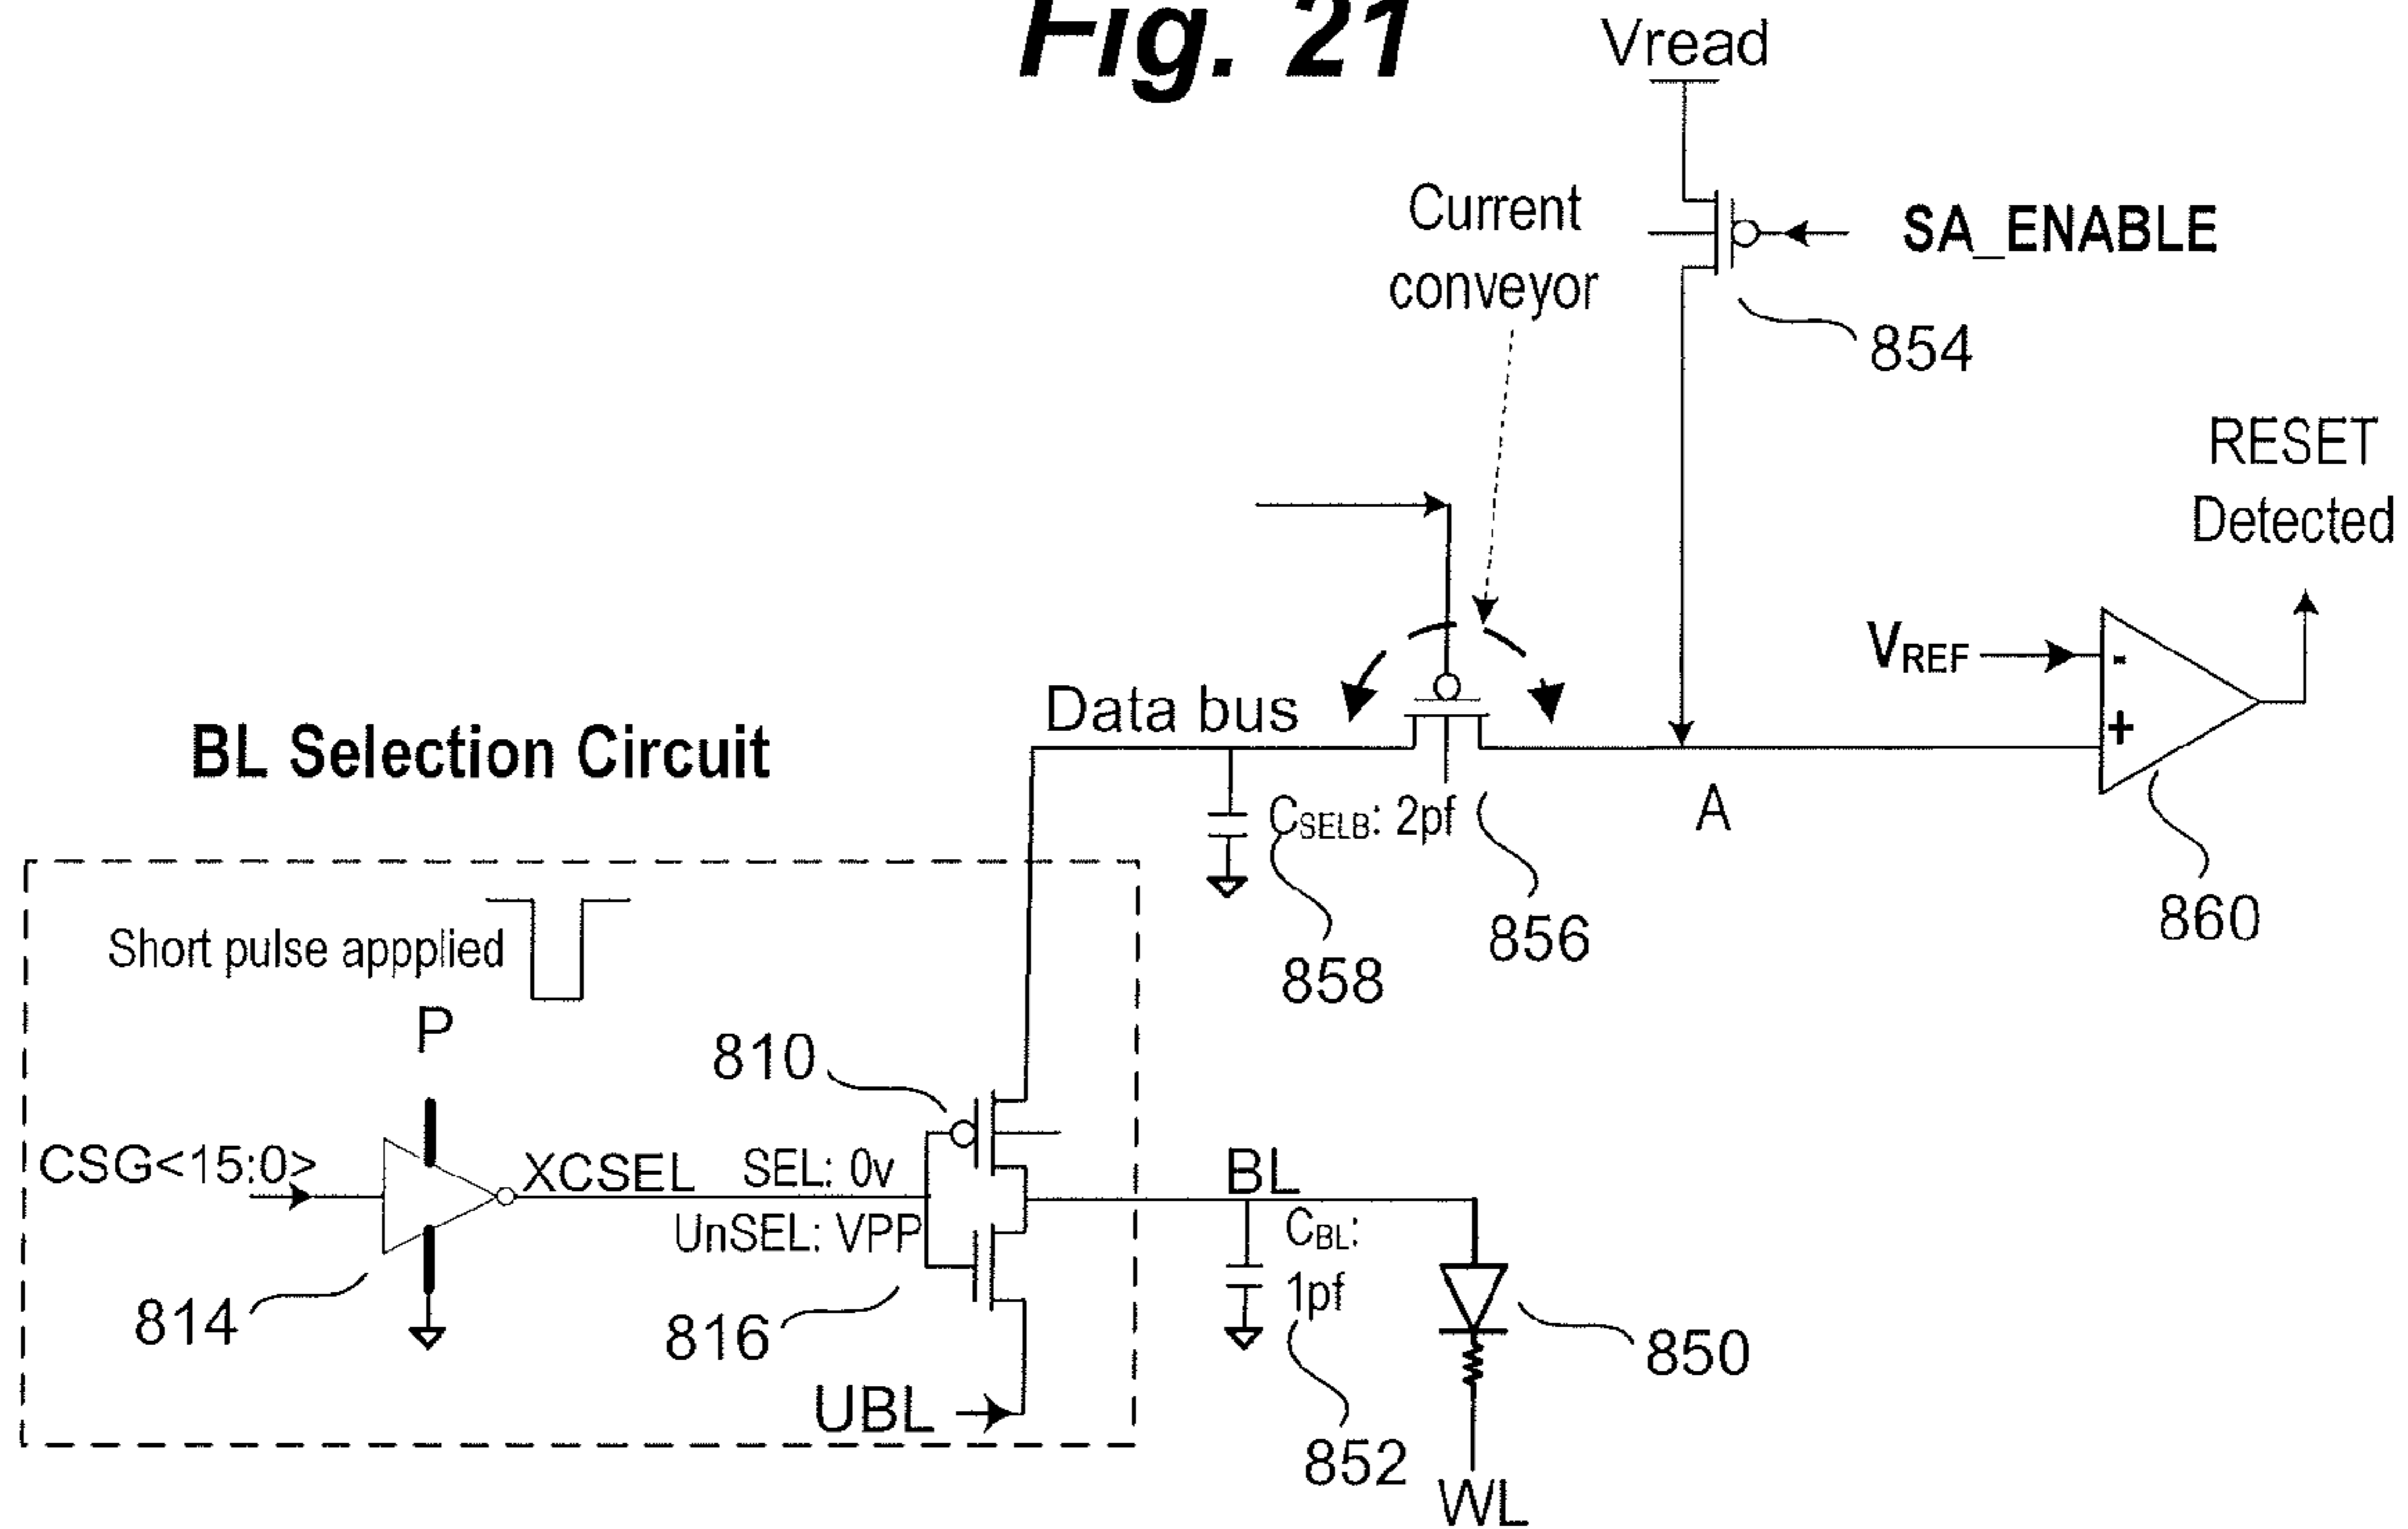 Fig. 21
Vread
Current
conveyor
SA_ENABLE
854
RESET
Detected
VREF
-
+
Data bus
BL Selection Circuit
CSELB: 2pf
A
860
856
858
Short pulse appplied
P
810
CSG<15:0>
XCSEL
SEL: 0v
UnSEL: VPP
BL
CBL:
1pf
814
816
850
UBL
852
WL